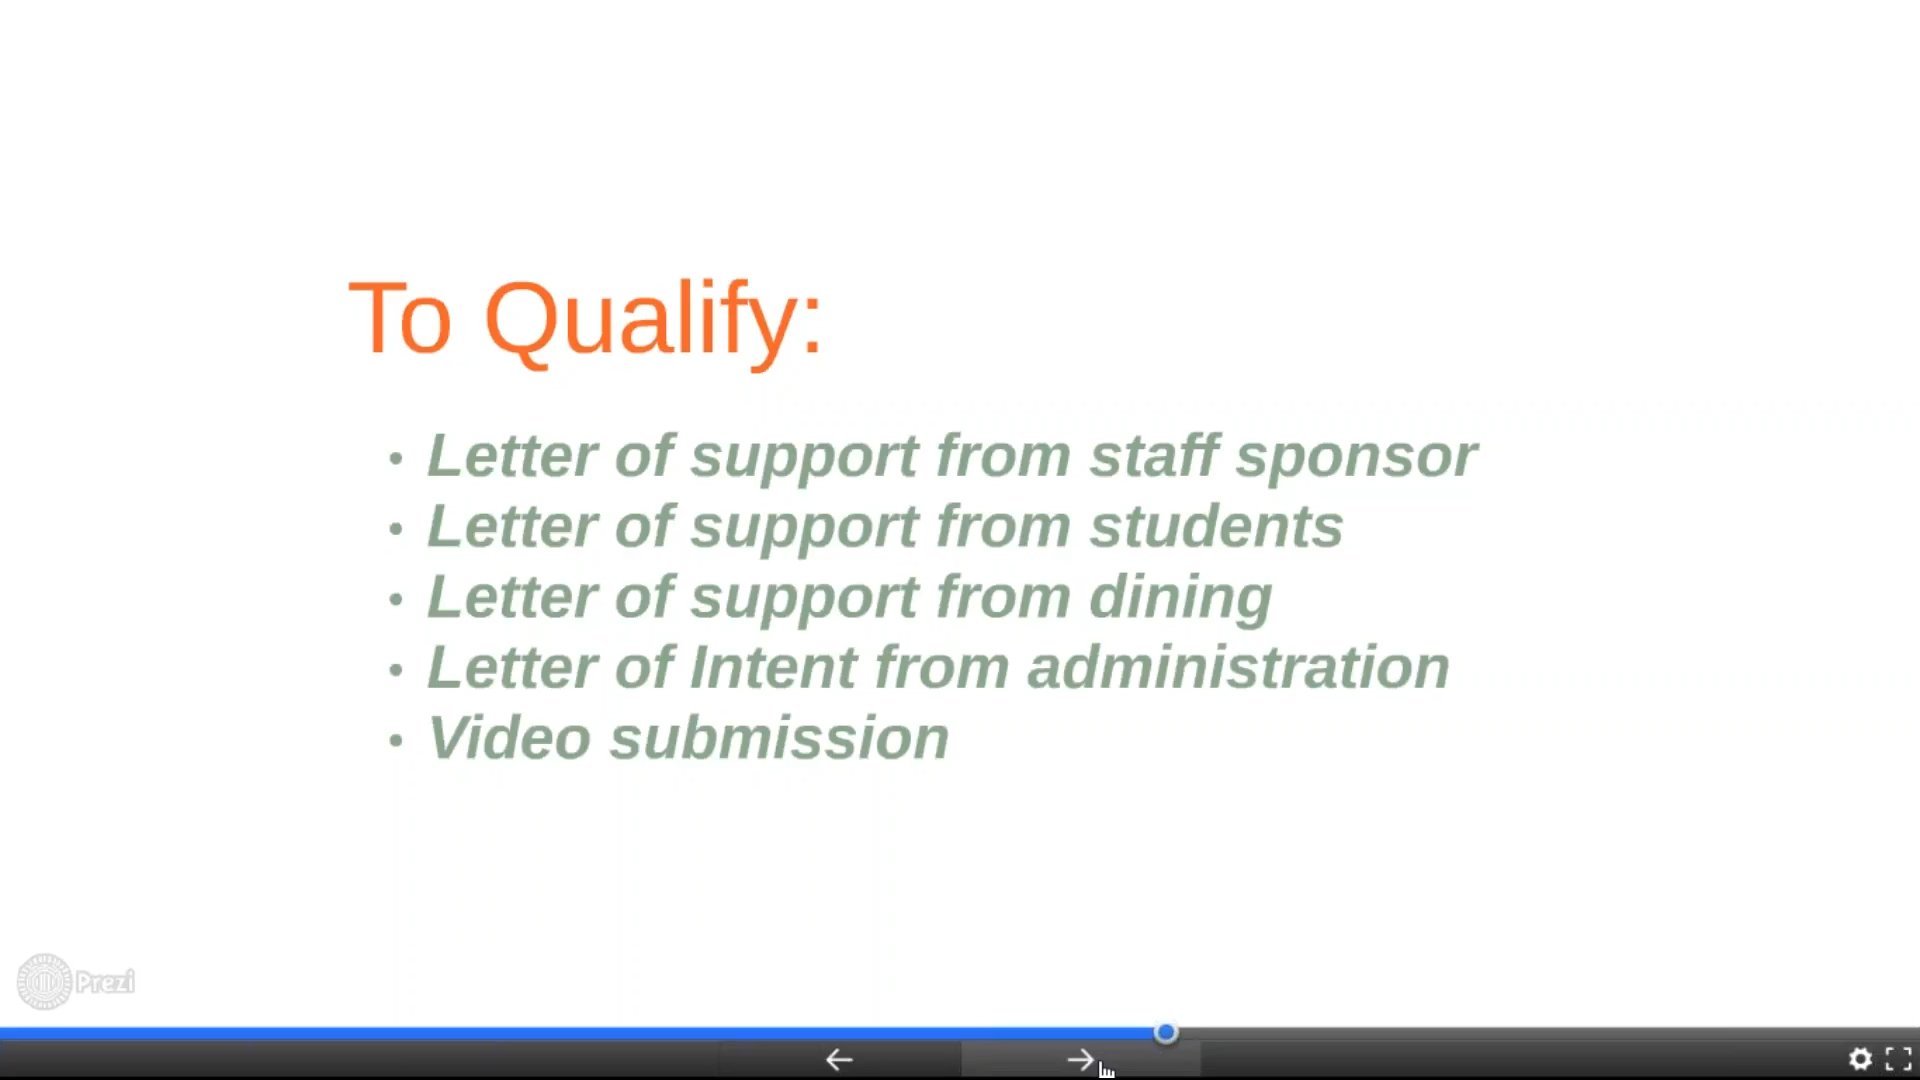 To Qualify:
• Letter of support from staff sponsor
• Letter of support from students
• Letter of support from dining
• Letter of Intent from administration
• Video submission
Prezi